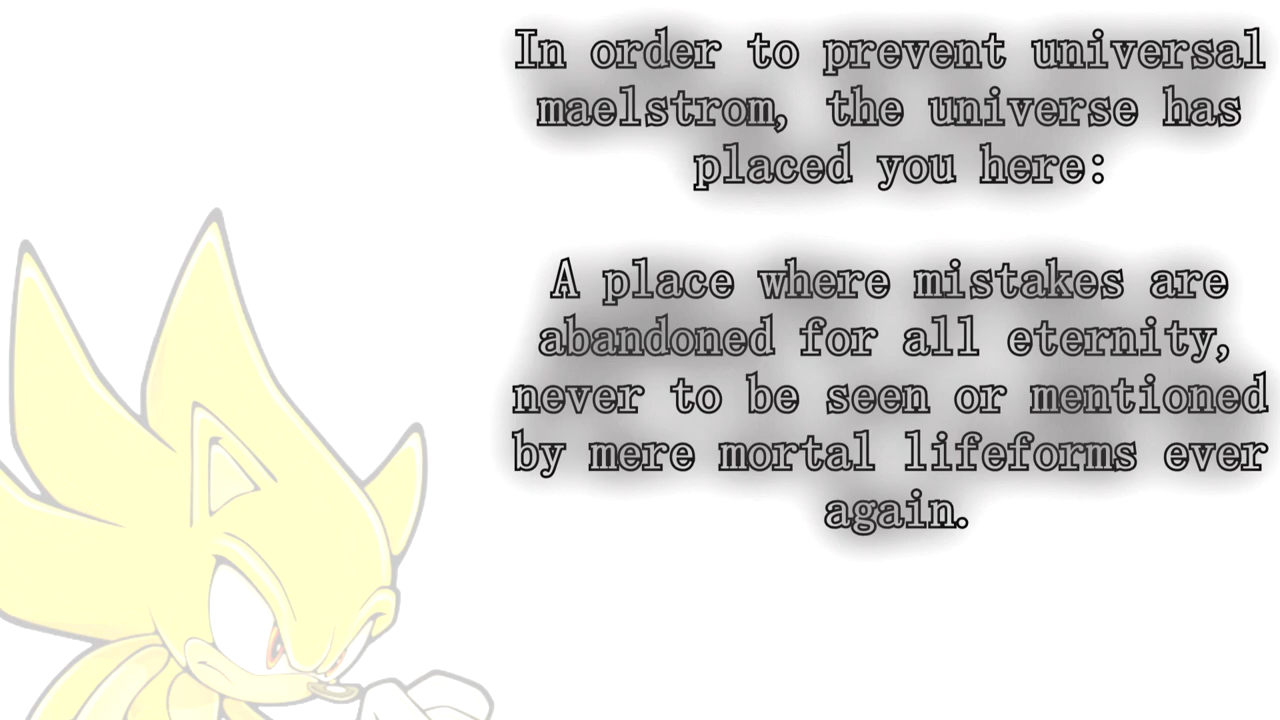 In order to prevent universal
maelstrom, the universe has
placed you here:
A place where mistakes are
abandoned for all eternity,
never to be seen or mentioned
by mere mortal lifeforms ever
again.